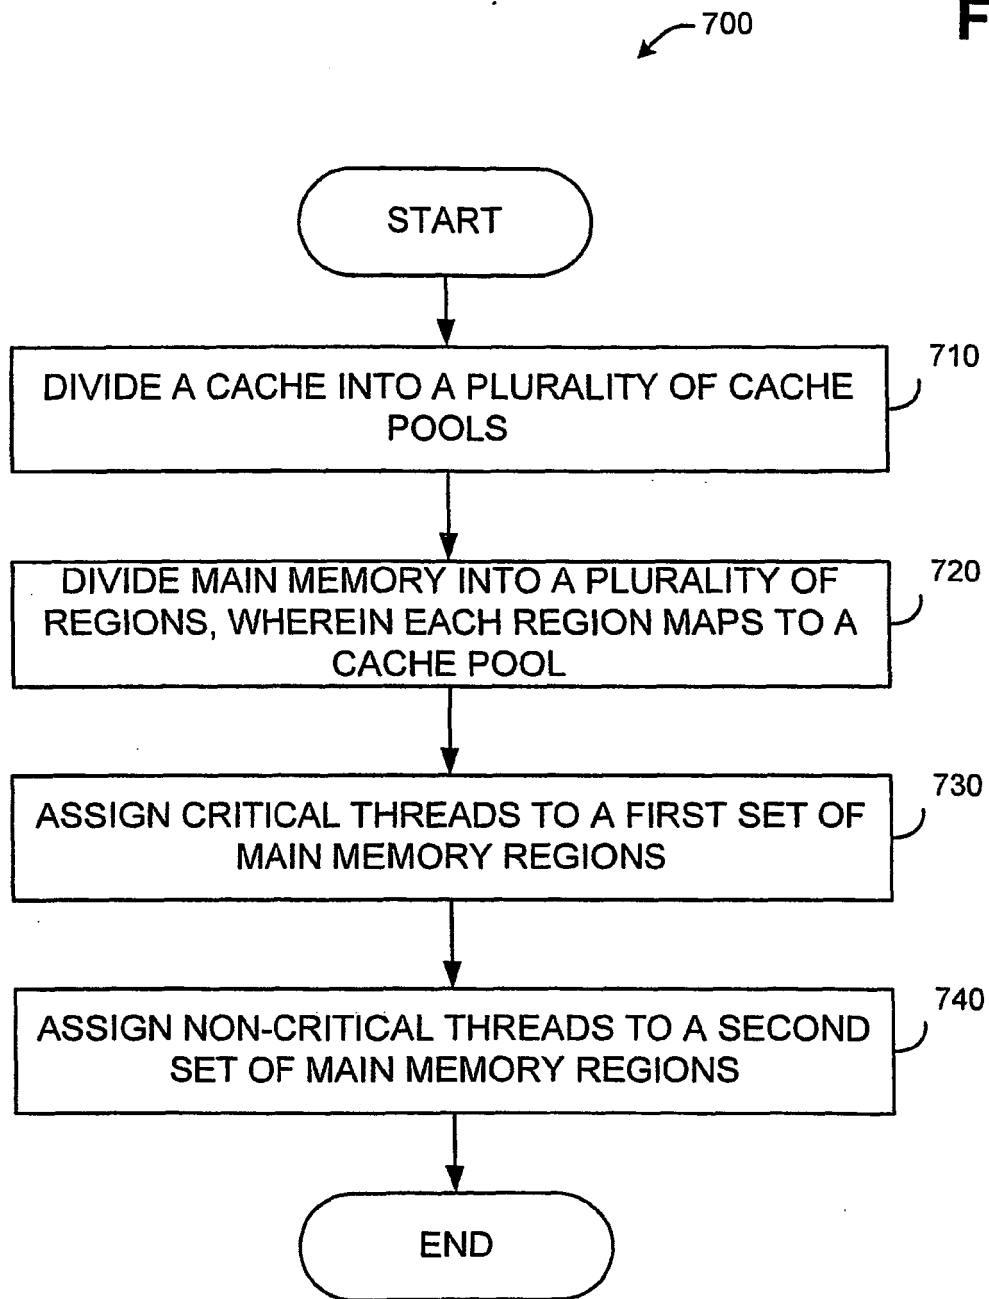 700
F
START
710
DIVIDE A CACHE INTO A PLURALITY OF CACHE
POOLS
720
DIVIDE MAIN MEMORY INTO A PLURALITY OF
REGIONS, WHEREIN EACH REGION MAPS TO A
CACHE POOL
730
ASSIGN CRITICAL THREADS TO A FIRST SET OF
MAIN MEMORY REGIONS
740
ASSIGN NON-CRITICAL THREADS TO A SECOND
SET OF MAIN MEMORY REGIONS
END